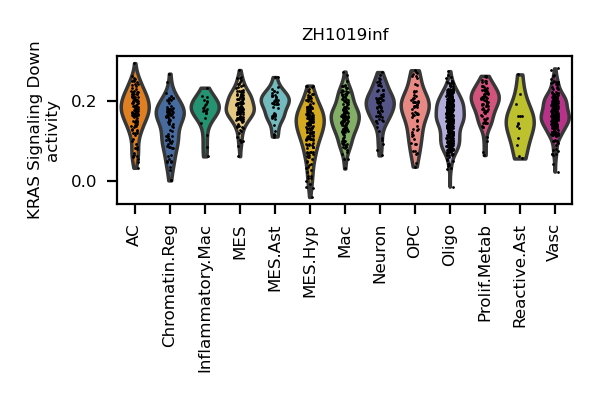 ZH1019inf
KRAS Signaling Down
activity
0.2
0.0
AC
Chromatin.Reg
Inflammatory.Mac
MES
MES.Ast
MES.Hyp
Mac
Neuron
OPC
Oligo
Prolif.Metab
Reactive.Ast
Vasc